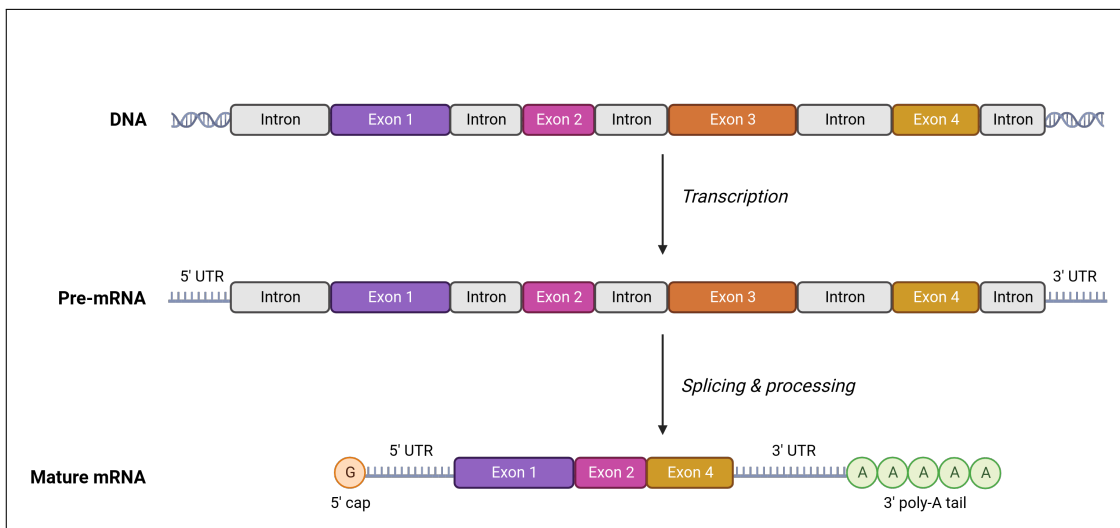 DNA Intron Exon 1 Intron Exon 2 Intron Exon 3 Intron Exon 4 Intron
Transcription
5' UTR 3' UTR
Pre-mRNA Intron Exon 1 Intron Exon 2 Intron Exon 3 Intron Exon 4 Intron
Splicing & processing
5' UTR 3' UTR
Mature mRNA G Exon 1 Exon 2 Exon 4 A A A A A
5' cap 3' poly-A tail